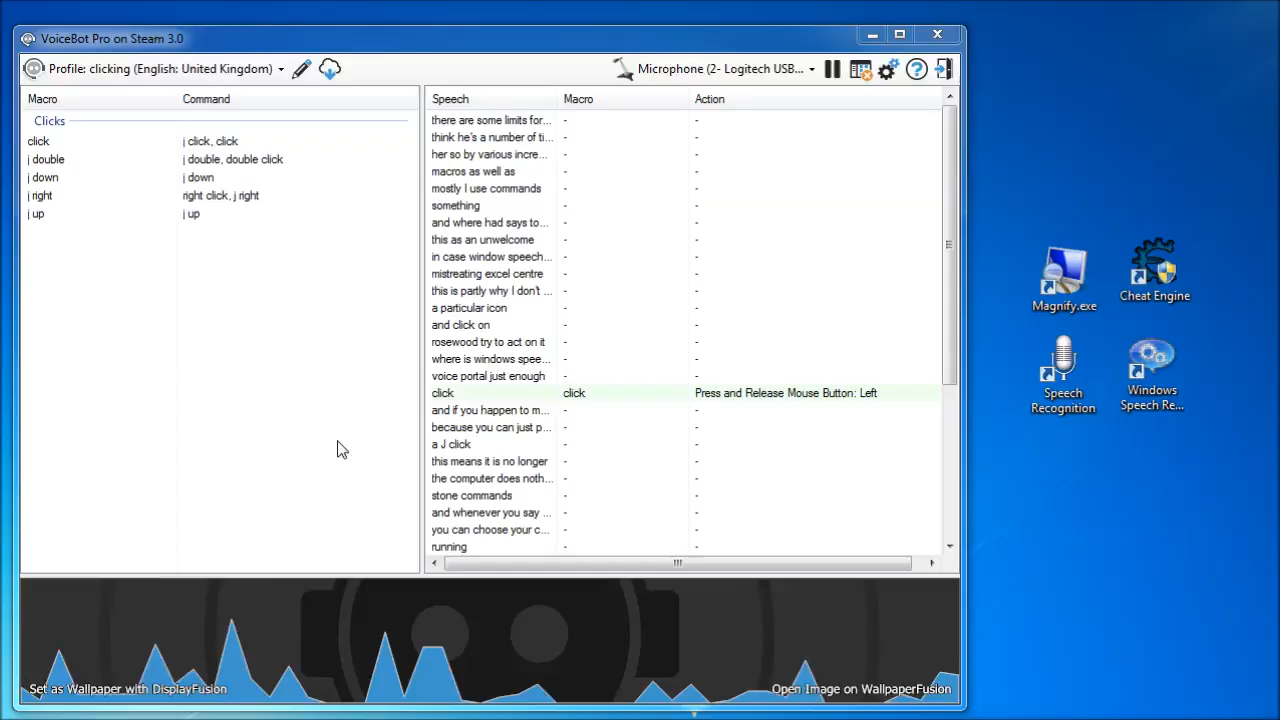 VoiceBot Pro on Steam 3.0
Profile: clicking (English: United Kingdom)
Microphone (2- Logitech USB...
Macro Command
Clicks
click j click, click
j double j double, double click
j down j down
j right right click, j right
j up j up
Speech Macro Action
there are some limits for... - -
think he's a number of ti... - -
her so by various incre... - -
macros as well as - -
mostly I use commands - -
something - -
and where had says to... - -
this as an unwelcome - -
in case window speech... - -
mistreating excel centre - -
this is partly why I don't ... - -
a particular icon - -
and click on - -
rosewood try to act on it - -
where is windows spee... - -
voice portal just enough - -
click click Press and Release Mouse Button: Left
and if you happen to m... - -
because you can just p... - -
a J click - -
this means it is no longer - -
the computer does noth... - -
stone commands - -
and whenever you say ... - -
you can choose your c... - -
running - -
Set as Wallpaper with DisplayFusion
Open Image on WallpaperFusion
Magnify.exe
Cheat Engine
Speech
Recognition
Windows
Speech Re...